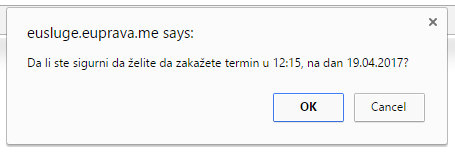 eusluge.euprava.me says:
Da li ste sigurni da želite da zakažete termin u 12:15, na dan 19.04.2017?
OK
Cancel